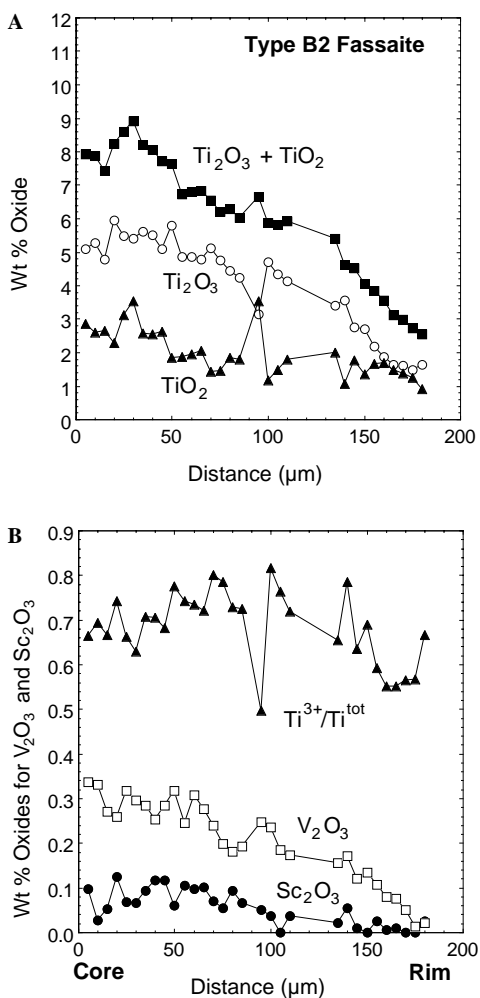 A
Type B2 Fassaite
12
11
10
9
8
7
6
5
4
3
2
1
0
Wt % Oxide
Ti₂O₃ + TiO₂
Ti₂O₃
TiO₂
0 50 100 150 200
Distance (µm)
B
0.9
0.8
0.7
0.6
0.5
0.4
0.3
0.2
0.1
0.0
Wt % Oxides for V₂O₃ and Sc₂O₃
Ti³⁺/Tiᵗᵒᵗ
V₂O₃
Sc₂O₃
0 50 100 150 200
Core
Distance (µm)
Rim